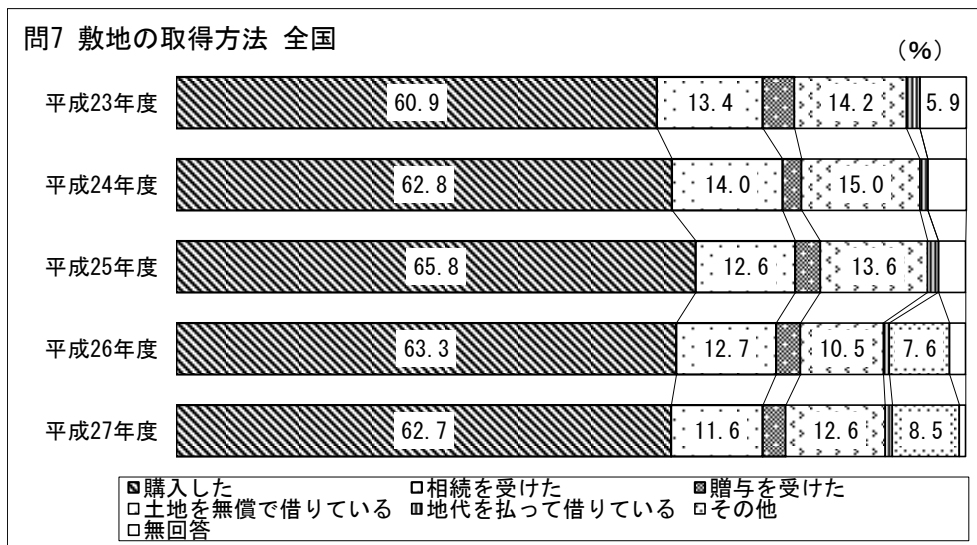 問7 敷地の取得方法 全国
(%)
平成23年度 60.9 13.4 14.2 5.9
平成24年度 62.8 14.0 15.0
平成25年度 65.8 12.6 13.6
平成26年度 63.3 12.7 10.5 7.6
平成27年度 62.7 11.6 12.6 8.5
購入した 相続を受けた 贈与を受けた
土地を無償で借りている 地代を払って借りている その他
無回答